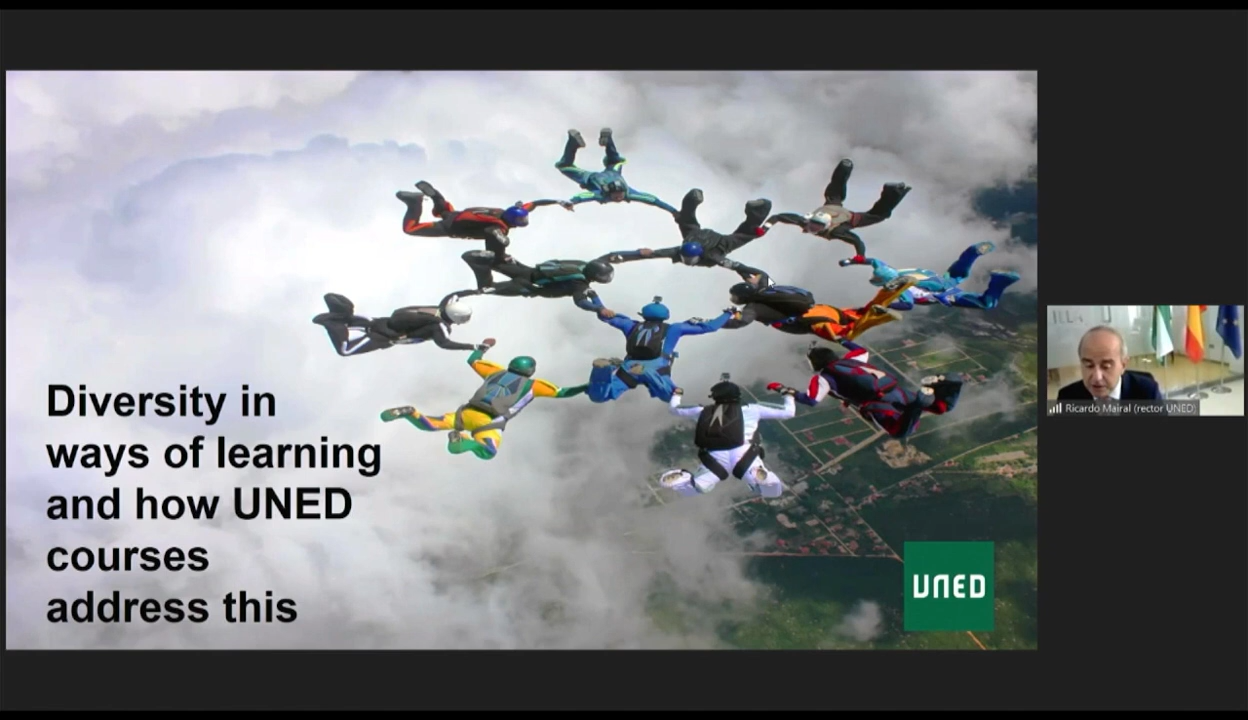 Diversity in
ways of learning
and how UNED
courses
address this
UNED
Ricardo Mairal (rector UNED)